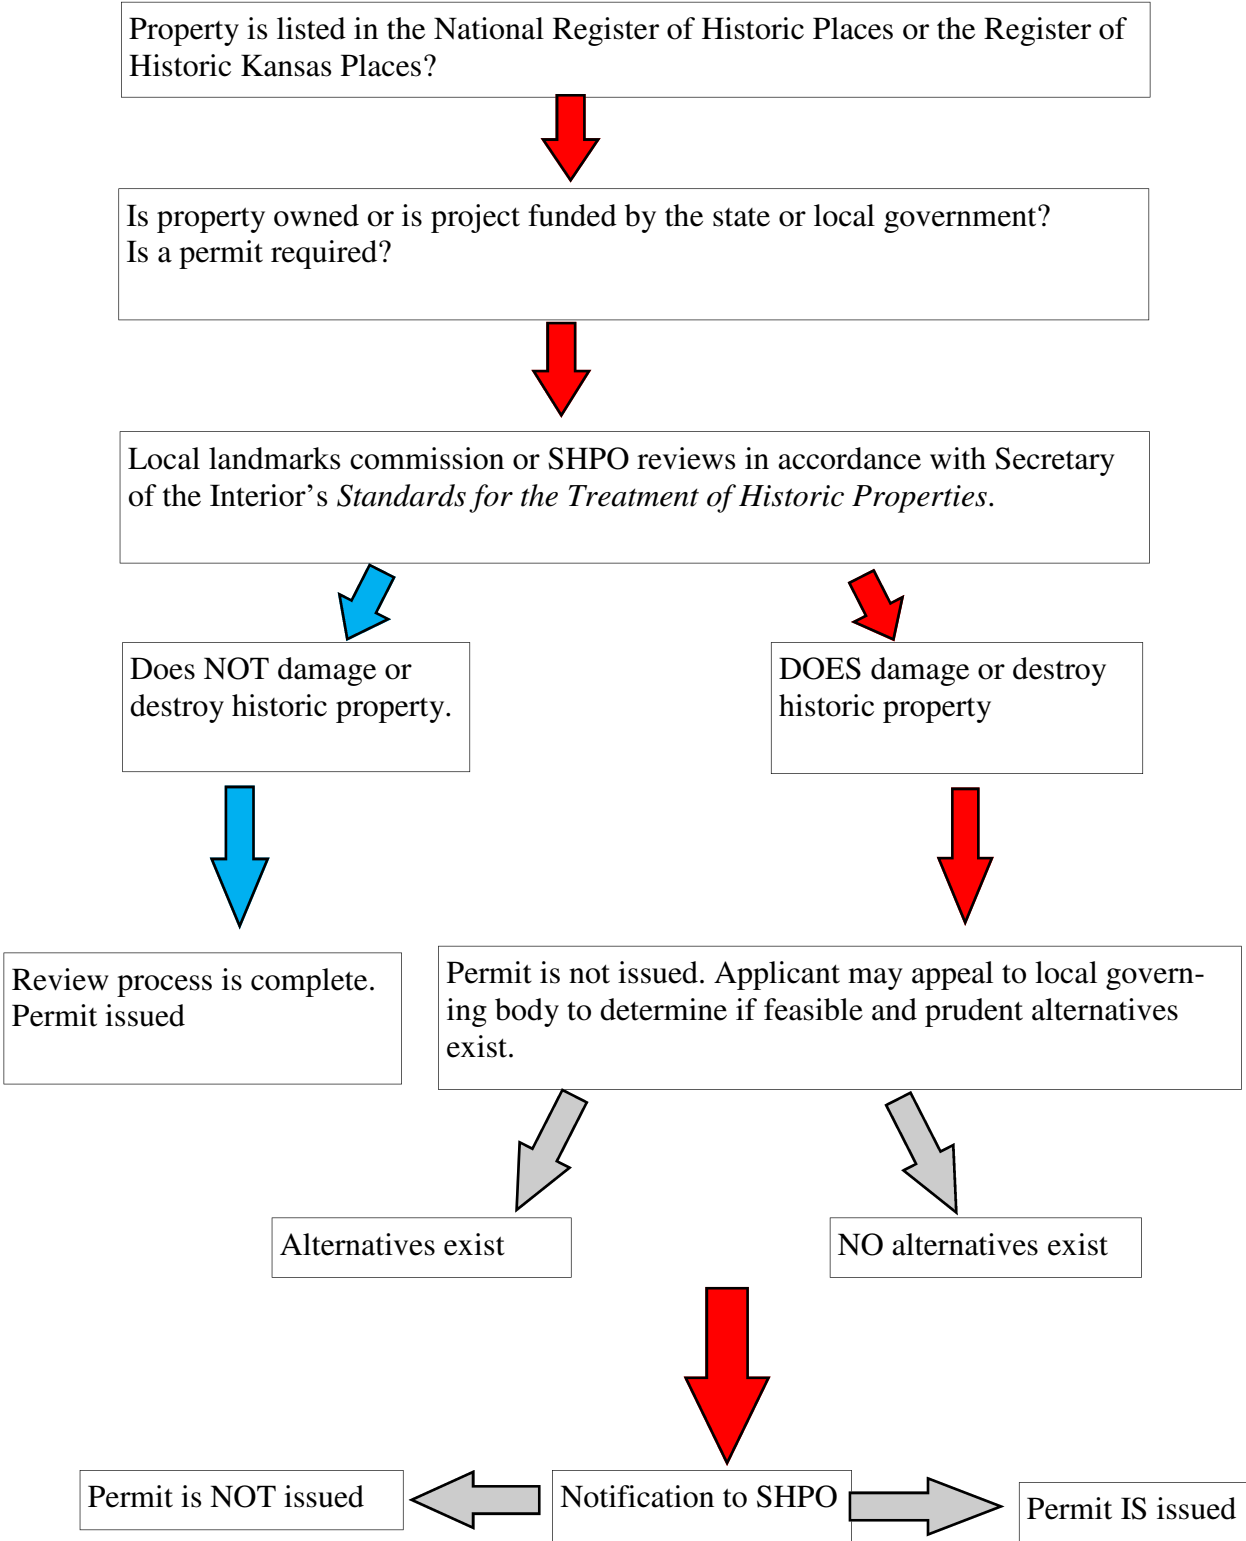 Property is listed in the National Register of Historic Places or the Register of
Historic Kansas Places?
Is property owned or is project funded by the state or local government?
Is a permit required?
Local landmarks commission or SHPO reviews in accordance with Secretary
of the Interior’s Standards for the Treatment of Historic Properties.
Does NOT damage or
destroy historic property.
DOES damage or destroy
historic property
Review process is complete.
Permit issued
Permit is not issued. Applicant may appeal to local govern-
ing body to determine if feasible and prudent alternatives
exist.
Alternatives exist
NO alternatives exist
Permit is NOT issued
Notification to SHPO
Permit IS issued